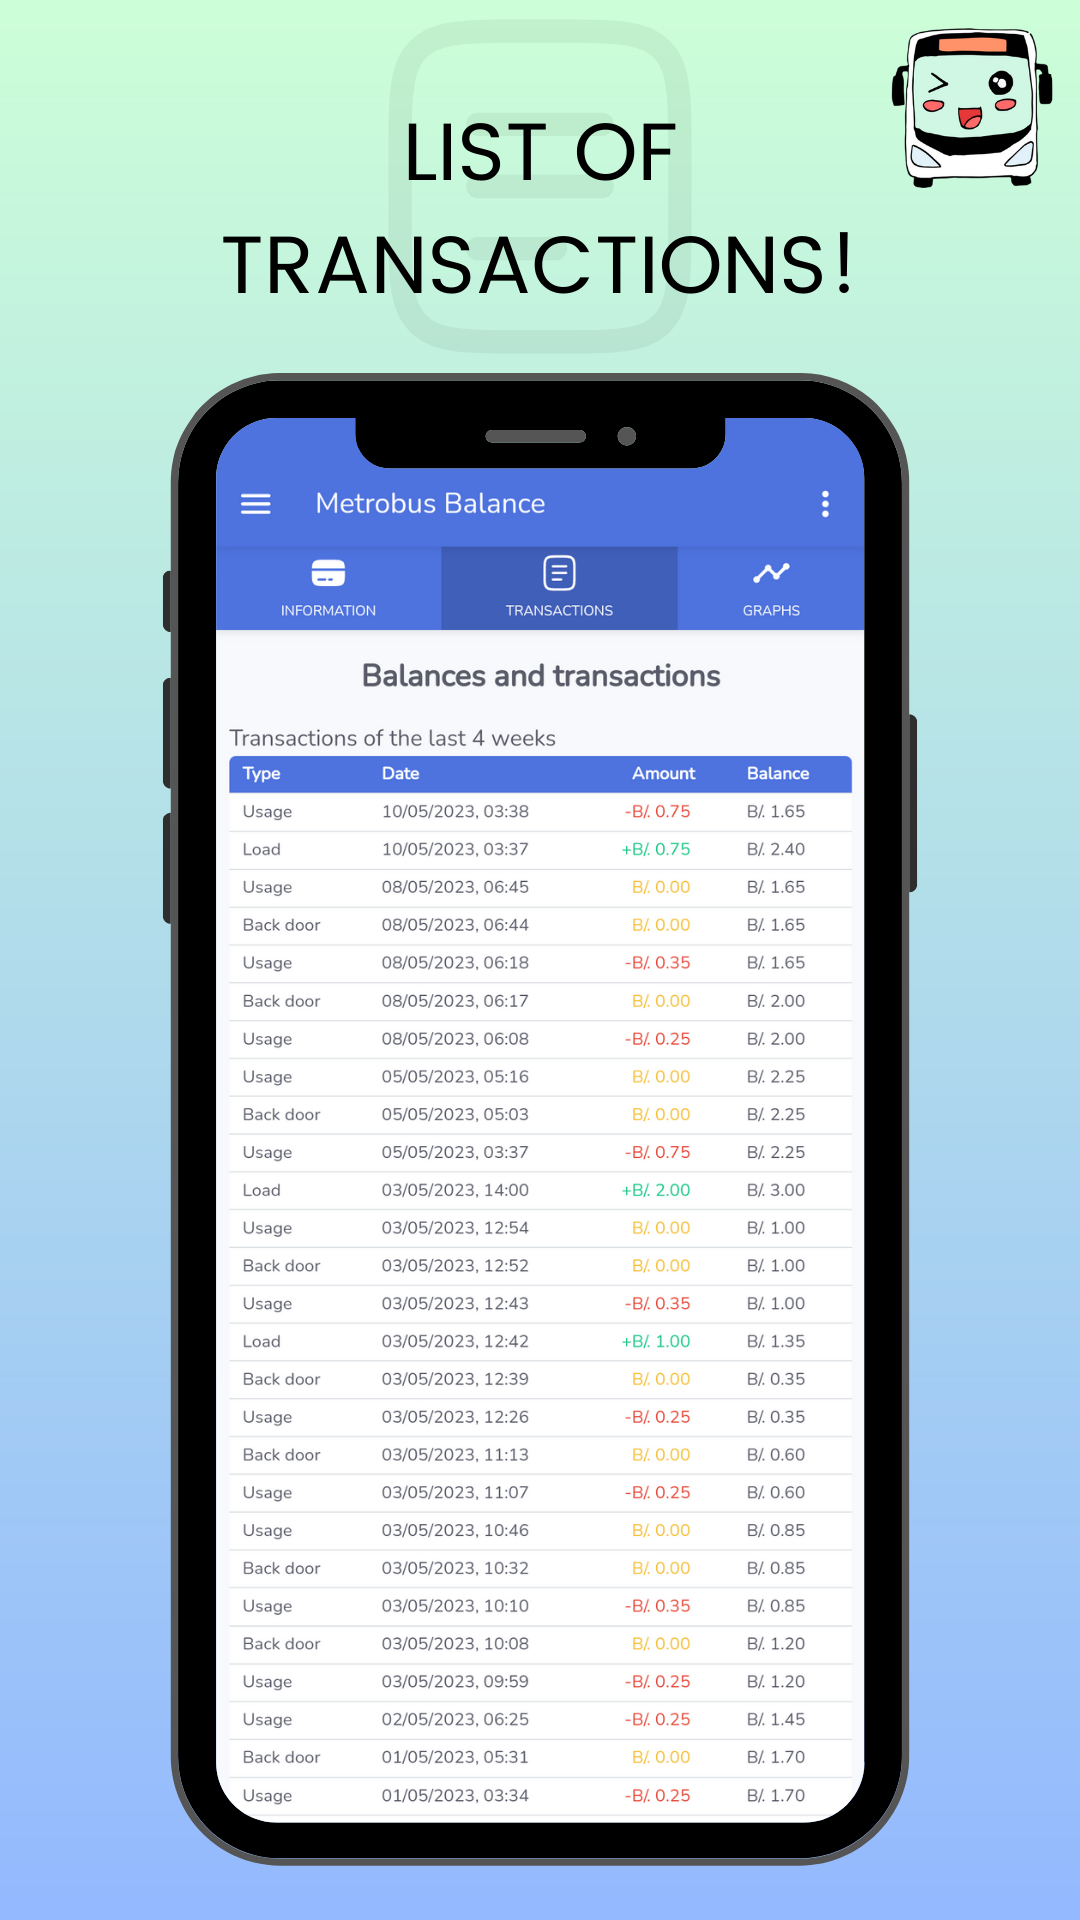 LIST OF
TRANSACTIONS!
Metrobus Balance
INFORMATION TRANSACTIONS GRAPHS
Balances and transactions
Transactions of the last 4 weeks
Type Date Amount Balance
Usage 10/05/2023, 03:38 -B/. 0.75 B/. 1.65
Load 10/05/2023, 03:37 +B/. 0.75 B/. 2.40
Usage 08/05/2023, 06:45 B/. 0.00 B/. 1.65
Back door 08/05/2023, 06:44 B/. 0.00 B/. 1.65
Usage 08/05/2023, 06:18 -B/. 0.35 B/. 1.65
Back door 08/05/2023, 06:17 B/. 0.00 B/. 2.00
Usage 08/05/2023, 06:08 -B/. 0.25 B/. 2.00
Usage 05/05/2023, 05:16 B/. 0.00 B/. 2.25
Back door 05/05/2023, 05:03 B/. 0.00 B/. 2.25
Usage 05/05/2023, 03:37 -B/. 0.75 B/. 2.25
Load 03/05/2023, 14:00 +B/. 2.00 B/. 3.00
Usage 03/05/2023, 12:54 B/. 0.00 B/. 1.00
Back door 03/05/2023, 12:52 B/. 0.00 B/. 1.00
Usage 03/05/2023, 12:43 -B/. 0.35 B/. 1.00
Load 03/05/2023, 12:42 +B/. 1.00 B/. 1.35
Back door 03/05/2023, 12:39 B/. 0.00 B/. 0.35
Usage 03/05/2023, 12:26 -B/. 0.25 B/. 0.35
Back door 03/05/2023, 11:13 B/. 0.00 B/. 0.60
Usage 03/05/2023, 11:07 -B/. 0.25 B/. 0.60
Usage 03/05/2023, 10:46 B/. 0.00 B/. 0.85
Back door 03/05/2023, 10:32 B/. 0.00 B/. 0.85
Usage 03/05/2023, 10:10 -B/. 0.35 B/. 0.85
Back door 03/05/2023, 10:08 B/. 0.00 B/. 1.20
Usage 03/05/2023, 09:59 -B/. 0.25 B/. 1.20
Usage 02/05/2023, 06:25 -B/. 0.25 B/. 1.45
Back door 01/05/2023, 05:31 B/. 0.00 B/. 1.70
Usage 01/05/2023, 03:34 -B/. 0.25 B/. 1.70